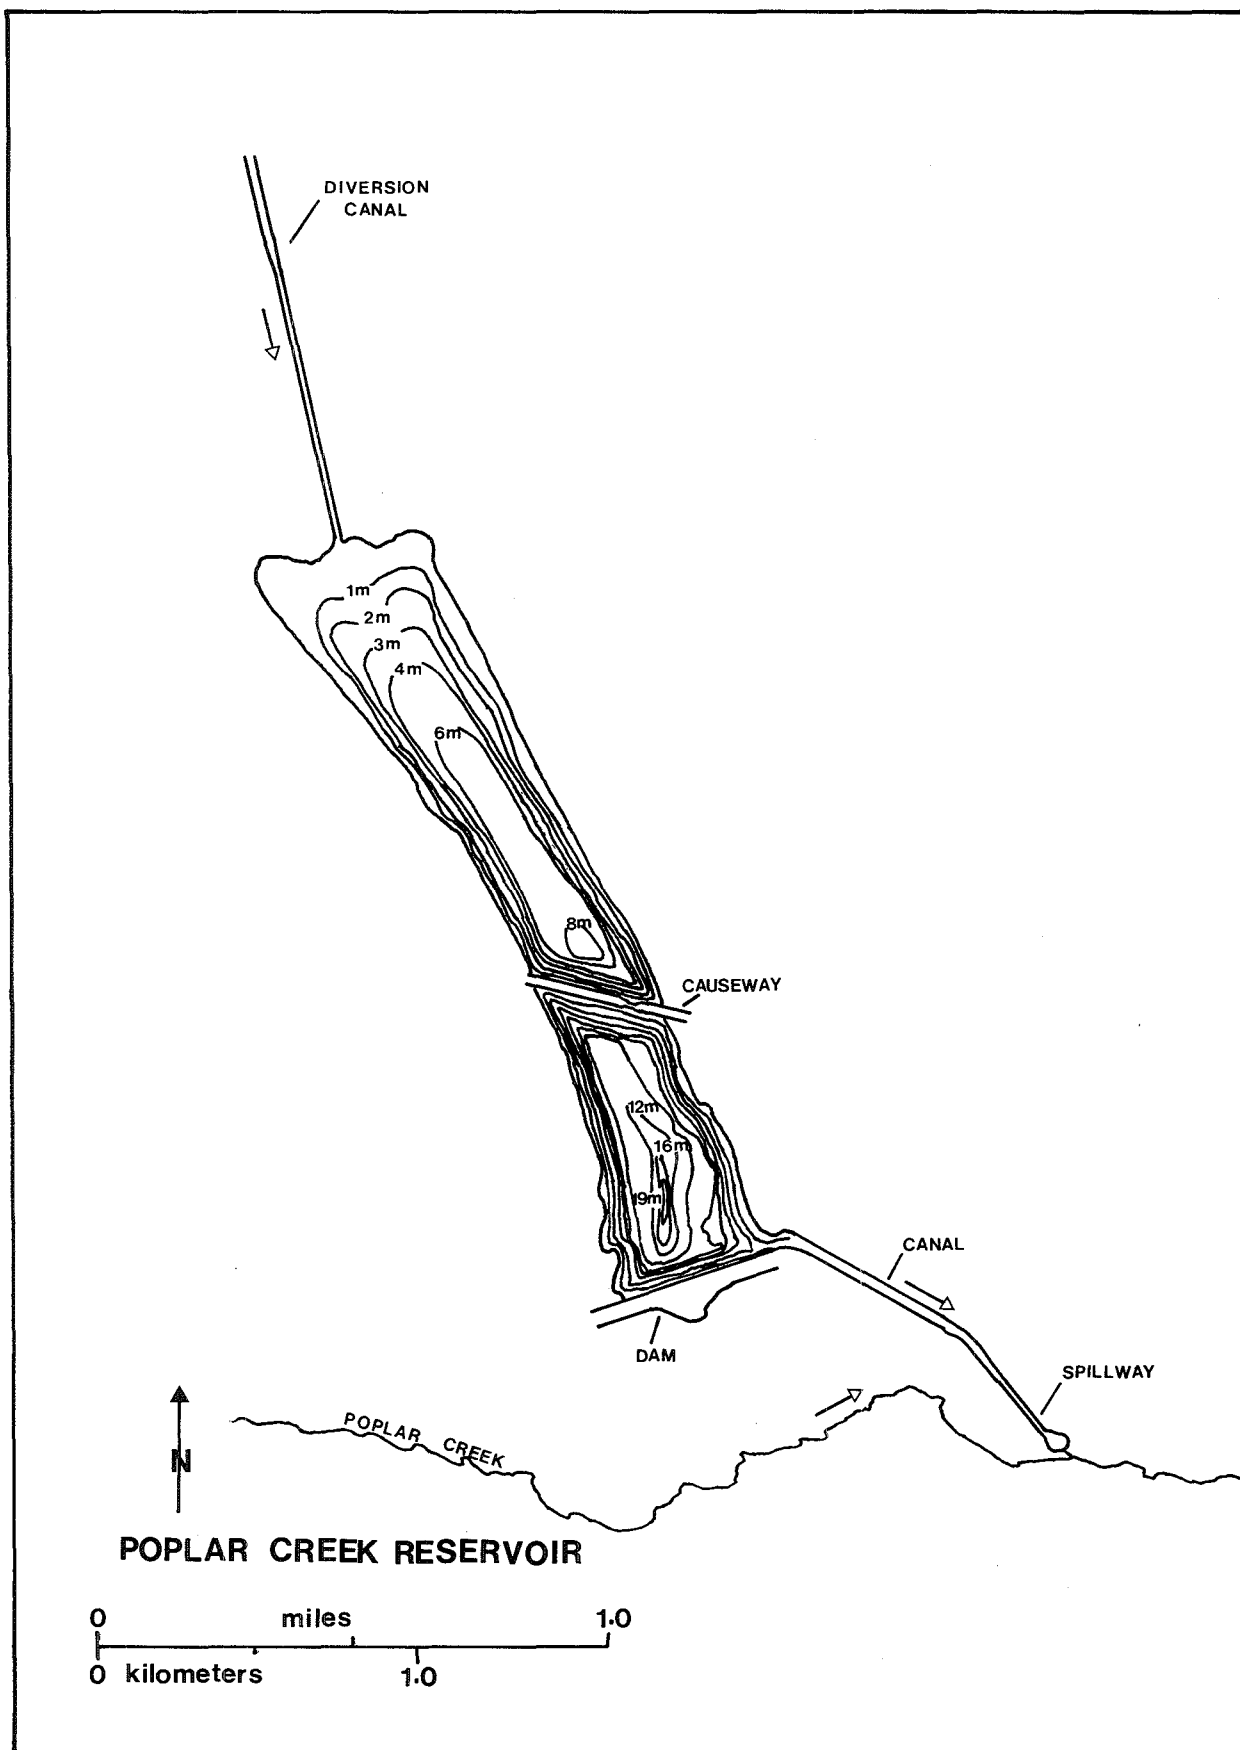 DIVERSION
CANAL
1m
2m
3m
4m
6m
8m
CAUSEWAY
12m
16m
19m
CANAL
DAM
SPILLWAY
POPLAR CREEK
N
POPLAR CREEK RESERVOIR
0 miles 1.0
0 kilometers 1.0